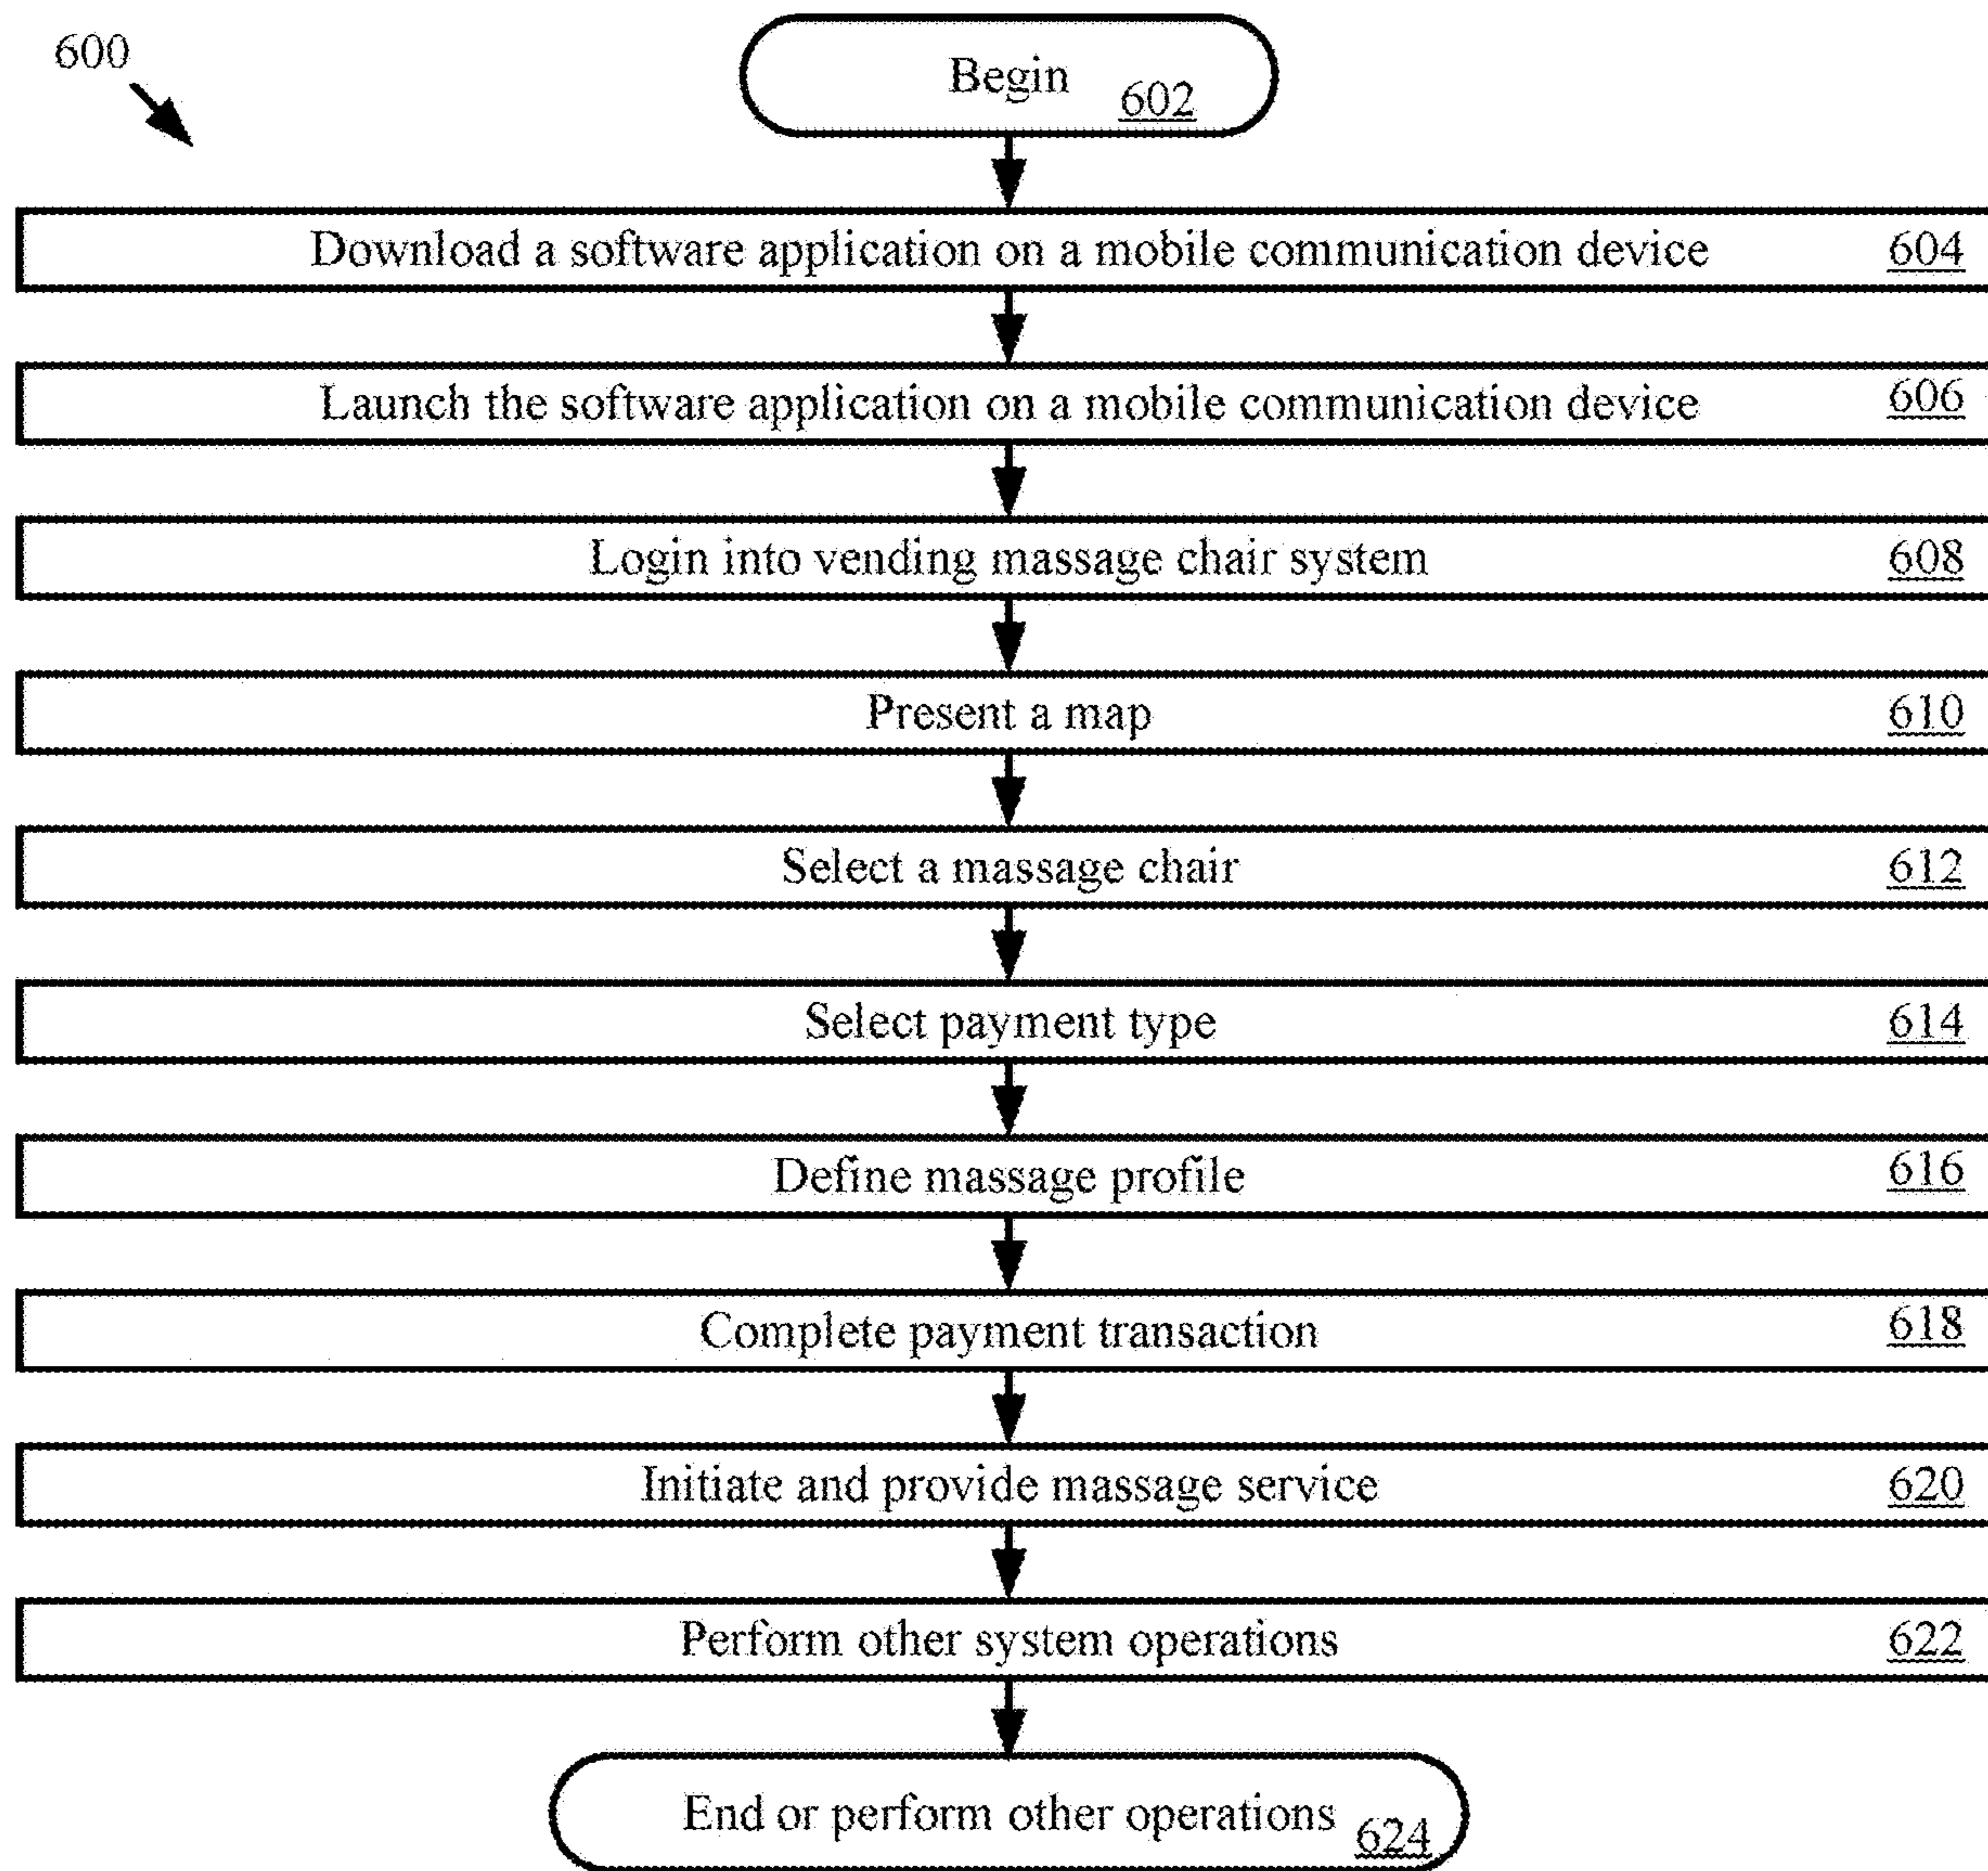 600
Begin 602
Download a software application on a mobile communication device 604
Launch the software application on a mobile communication device 606
Login into vending massage chair system 608
Present a map 610
Select a massage chair 612
Select payment type 614
Define massage profile 616
Complete payment transaction 618
Initiate and provide massage service 620
Perform other system operations 622
End or perform other operations 624